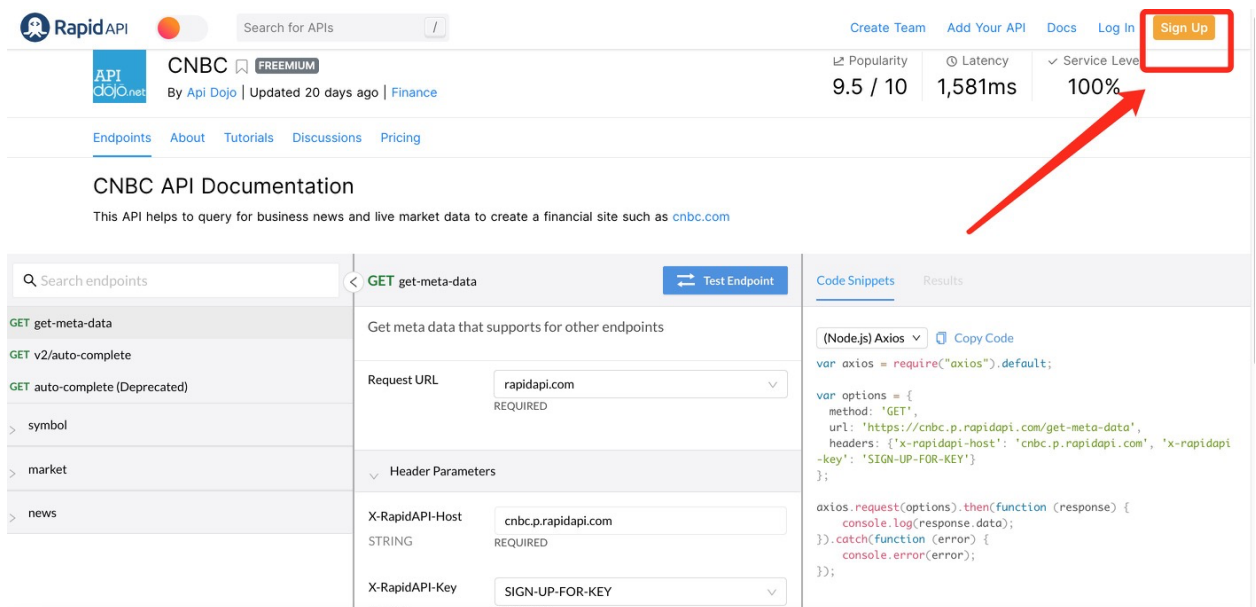 Rapid API
Search for APIs
/
Create Team
Add Your API
Docs
Log In
Sign Up
API
dojo.net
CNBC
FREEMIUM
By Api Dojo | Updated 20 days ago | Finance
Popularity
9.5 / 10
Latency
1,581ms
Service Leve
100%
Endpoints
About
Tutorials
Discussions
Pricing
CNBC API Documentation
This API helps to query for business news and live market data to create a financial site such as cnbc.com
Search endpoints
GET get-meta-data
GET v2/auto-complete
GET auto-complete (Deprecated)
symbol
market
news
GET get-meta-data
Test Endpoint
Get meta data that supports for other endpoints
Request URL
rapidapi.com
REQUIRED
Header Parameters
X-RapidAPI-Host
cnbc.p.rapidapi.com
STRING
REQUIRED
X-RapidAPI-Key
SIGN-UP-FOR-KEY
Code Snippets
Results
(Node.js) Axios
Copy Code
var axios = require("axios").default;
var options = {
method: 'GET',
url: 'https://cnbc.p.rapidapi.com/get-meta-data',
headers: {'x-rapidapi-host': 'cnbc.p.rapidapi.com', 'x-rapidapi
-key': 'SIGN-UP-FOR-KEY'}
};
axios.request(options).then(function (response) {
console.log(response.data);
}).catch(function (error) {
console.error(error);
});